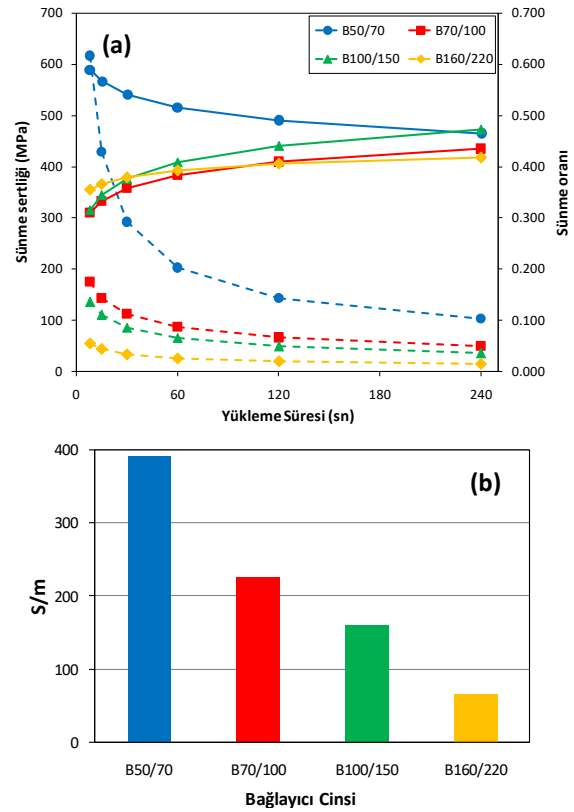 (a)
B50/70
B70/100
B100/150
B160/220
Sünme sertliği (MPa)
700
600
500
400
300
200
100
0
Sünme oranı
0.700
0.600
0.500
0.400
0.300
0.200
0.100
0.000
0 60 120 180 240
Yükleme Süresi (sn)
(b)
S/m
400
300
200
100
0
B50/70 B70/100 B100/150 B160/220
Bağlayıcı Cinsi